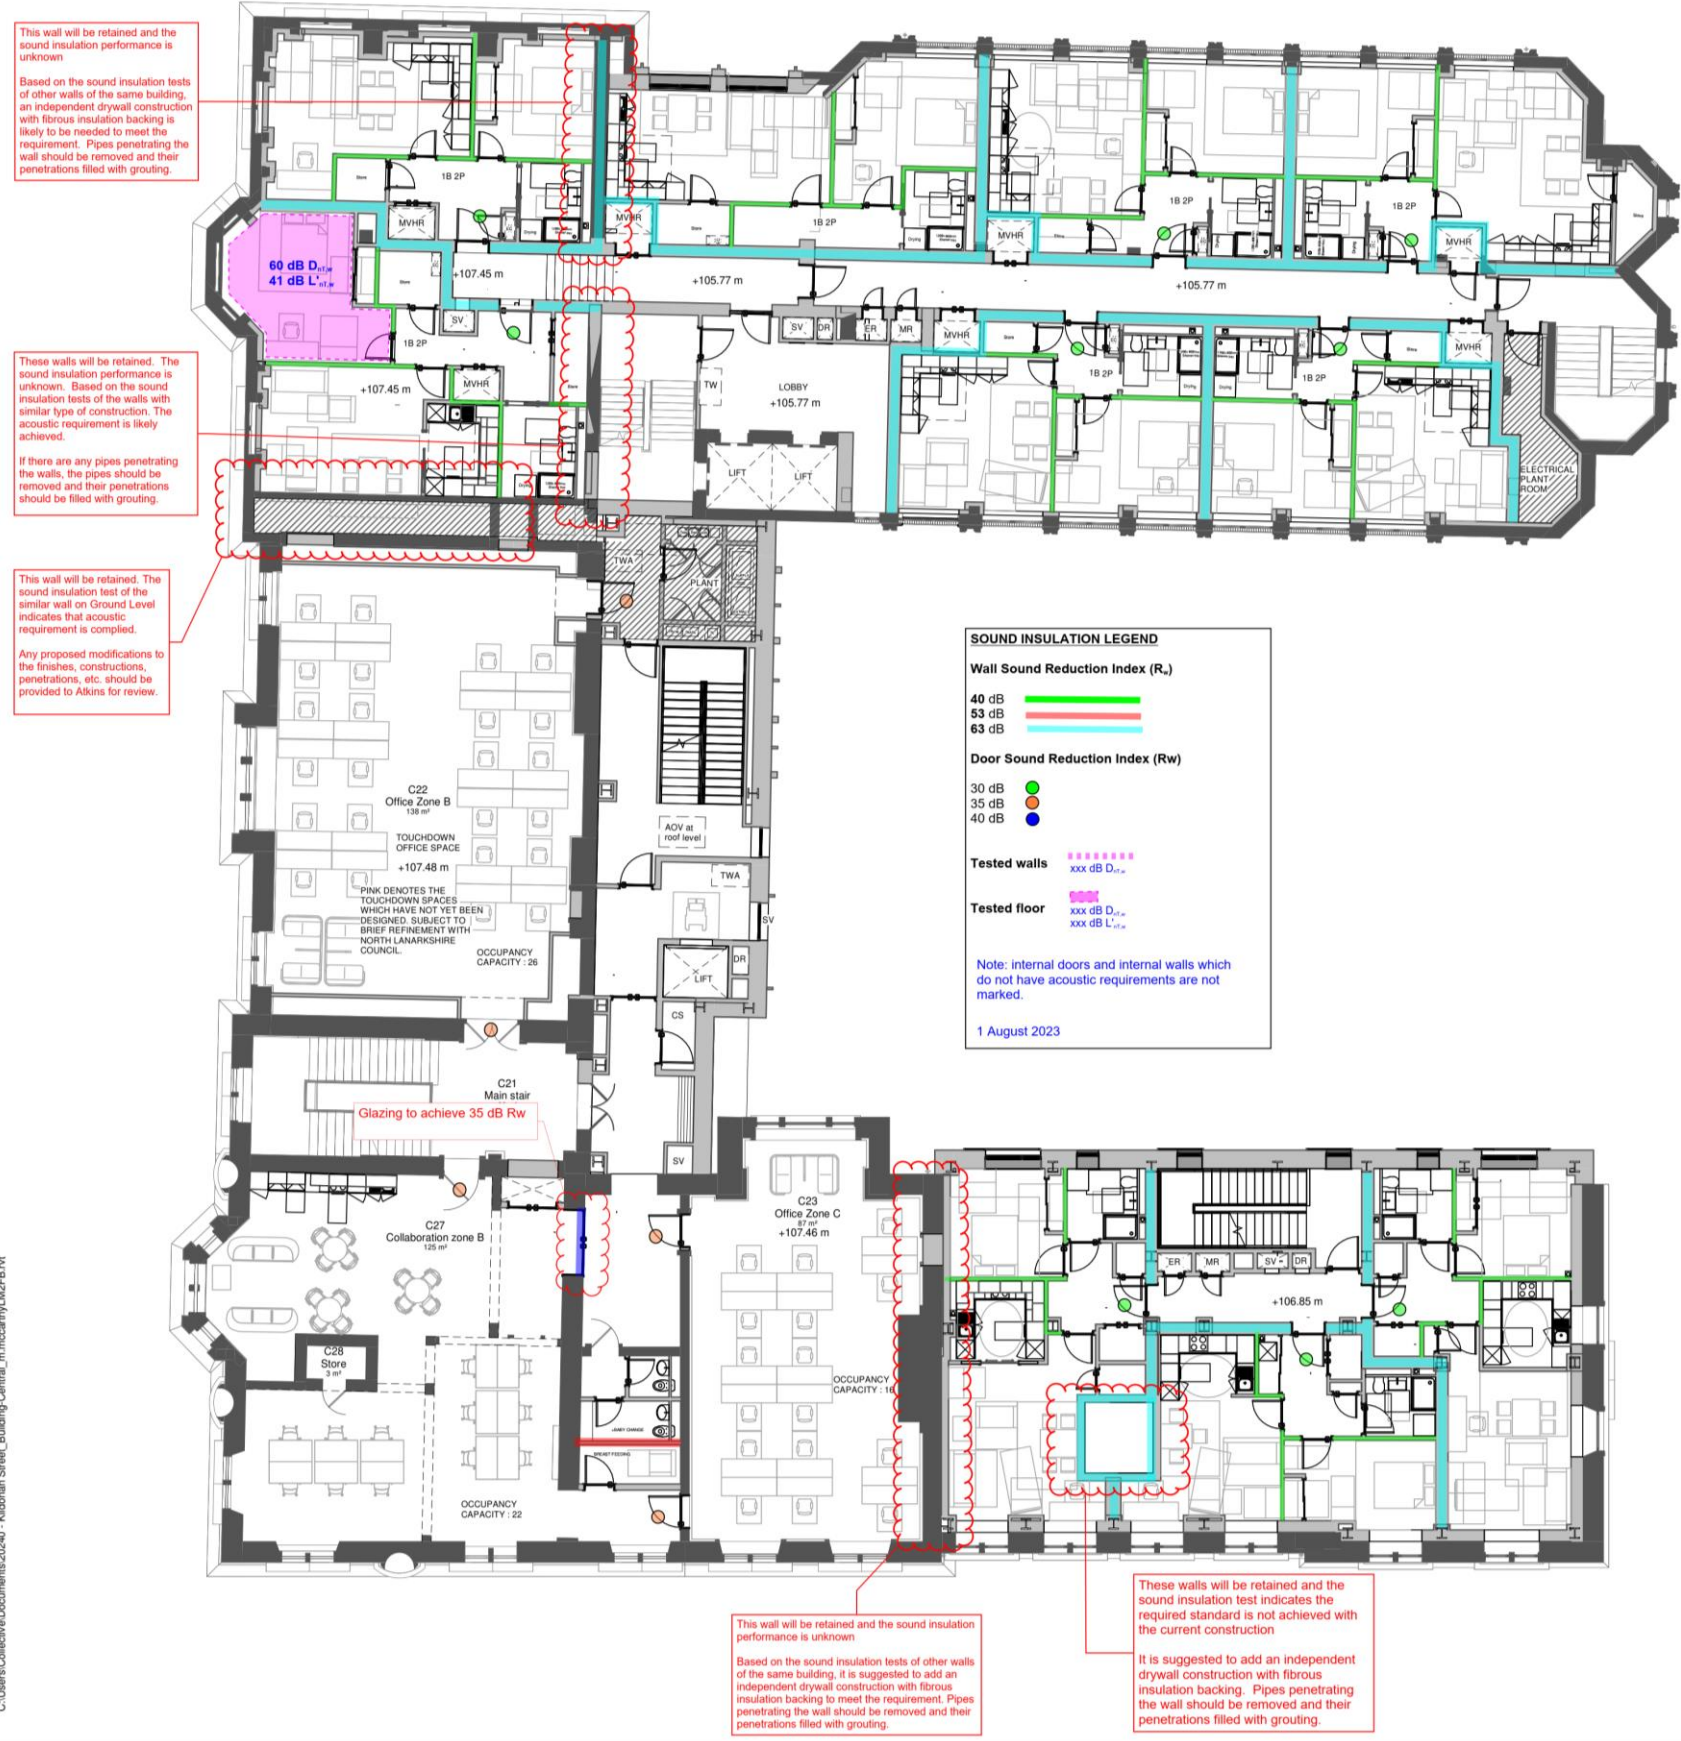 This wall will be retained and the
sound insulation performance is
unknown
Based on the sound insulation tests
of other walls of the same building,
an independent drywall construction
with fibrous insulation backing is
likely to be needed to meet the
requirement. Pipes penetrating the
wall should be removed and their
penetrations filled with grouting.
Store
1B 2P
MVHR
Drying
MVHR
Store
1B 2P
MVHR
Store
1B 2P
Drying
1B 2P
Drying
MVHR
Store
60 dB DnT,w
41 dB L'nT,w
Store
+107.45 m
+105.77 m
+105.77 m
SV
1B 2P
SV
DR
ER
MR
MVHR
Store
1B 2P
Drying
Drying
1B 2P
Store
MVHR
These walls will be retained. The
sound insulation performance is
unknown. Based on the sound
insulation tests of the walls with
similar type of construction. The
acoustic requirement is likely
achieved.
If there are any pipes penetrating
the walls, the pipes should be
removed and their penetrations
should be filled with grouting.
+107.45 m
MVHR
Store
Drying
TW
LOBBY
+105.77 m
LIFT
LIFT
ELECTRICAL
PLANT
ROOM
This wall will be retained. The
sound insulation test of the
similar wall on Ground Level
indicates that acoustic
requirement is complied.
Any proposed modifications to
the finishes, constructions,
penetrations, etc. should be
provided to Atkins for review.
TWA
PLANT
C22
Office Zone B
138 m²
TOUCHDOWN
OFFICE SPACE
+107.48 m
PINK DENOTES THE
TOUCHDOWN SPACES
WHICH HAVE NOT YET BEEN
DESIGNED. SUBJECT TO
BRIEF REFINEMENT WITH
NORTH LANARKSHIRE
COUNCIL.
OCCUPANCY
CAPACITY : 26
AOV at
roof level
TWA
SV
LIFT
DR
CS
SV
SOUND INSULATION LEGEND
Wall Sound Reduction Index (Rw)
40 dB
53 dB
63 dB
Door Sound Reduction Index (Rw)
30 dB
35 dB
40 dB
Tested walls
xxx dB DnT,w
Tested floor
xxx dB DnT,w
xxx dB L'nT,w
Note: internal doors and internal walls which
do not have acoustic requirements are not
marked.
1 August 2023
C21
Main stair
Glazing to achieve 35 dB Rw
C27
Collaboration zone B
125 m²
C28
Store
3 m²
OCCUPANCY
CAPACITY : 22
BREAST FEEDING
C23
Office Zone C
87 m²
+107.46 m
OCCUPANCY
CAPACITY : 16
ER
MR
SV
DR
+106.85 m
This wall will be retained and the sound insulation
performance is unknown
Based on the sound insulation tests of other walls
of the same building, it is suggested to add an
independent drywall construction with fibrous
insulation backing to meet the requirement. Pipes
penetrating the wall should be removed and their
penetrations filled with grouting.
These walls will be retained and the
sound insulation test indicates the
required standard is not achieved with
the current construction
It is suggested to add an independent
drywall construction with fibrous
insulation backing. Pipes penetrating
the wall should be removed and their
penetrations filled with grouting.